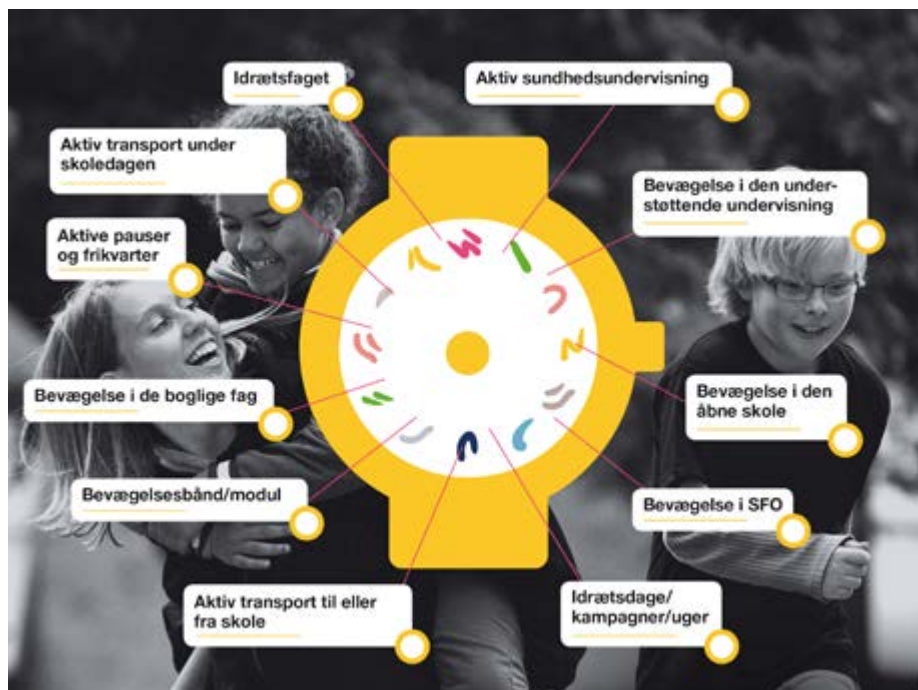 Idrætsfaget
Aktiv sundhedsundervisning
Aktiv transport under
skoledagen
Bevægelse i den under-
støttende undervisning
Aktive pauser
og frikvarter
Bevægelse i de boglige fag
Bevægelse i den
åbne skole
Bevægelsesbånd/modul
Bevægelse i SFO
Aktiv transport til eller
fra skole
Idrætsdage/
kampagner/uger